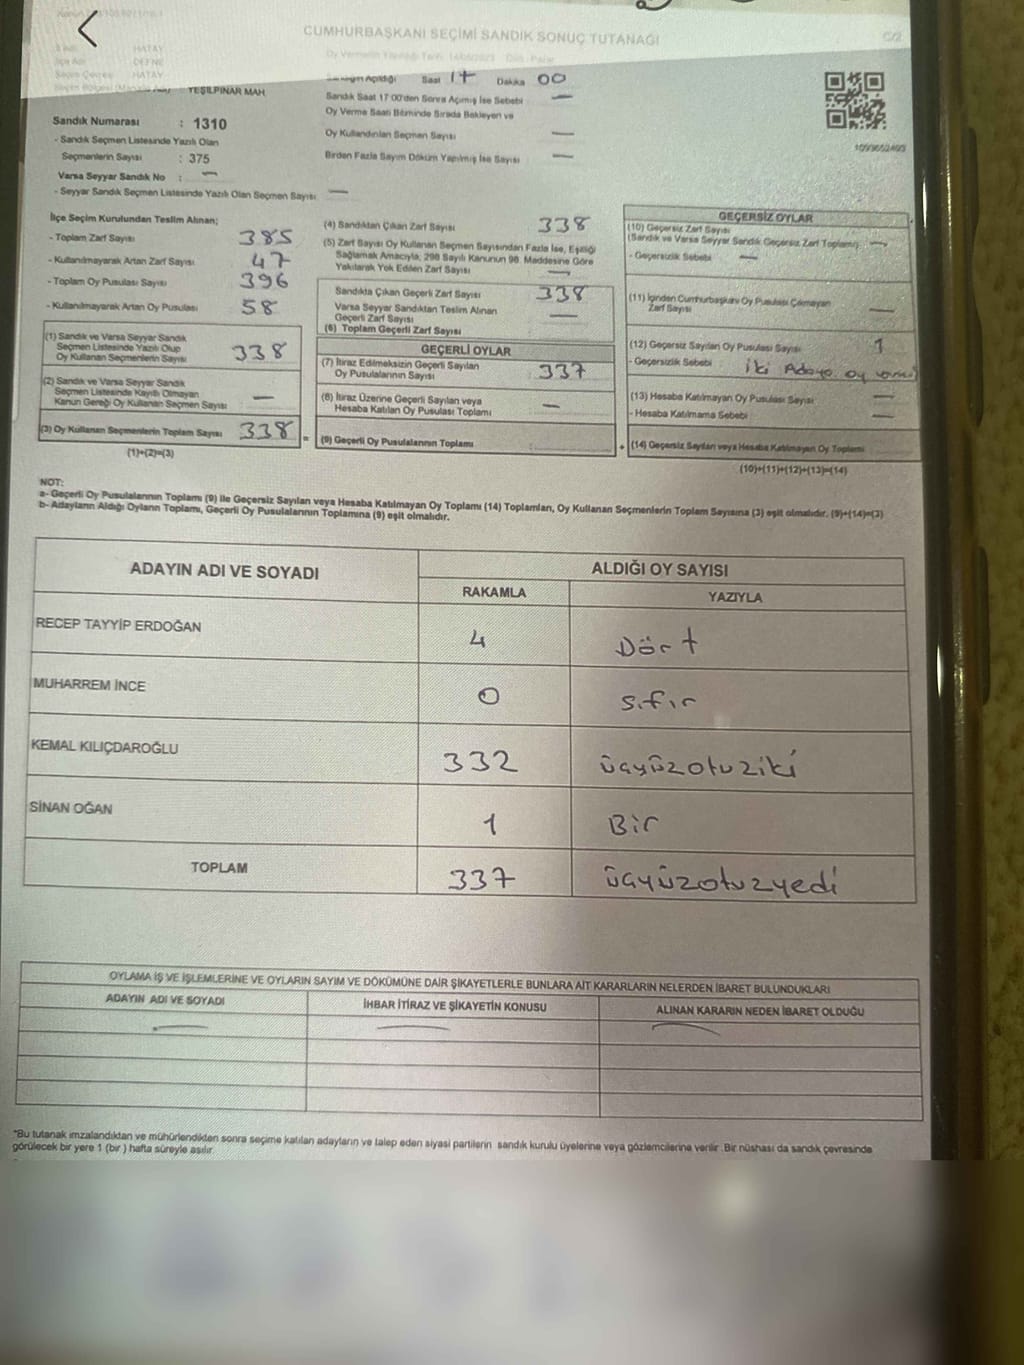 CUMHURBAŞKANI SEÇİMİ SANDIK SONUÇ TUTANAĞI
C/2
HATAY
İlçe Adı DEFNE
Seçim Çevresi HATAY
YEŞİLPINAR MAH.
Sandık Numarası : 1310
- Sandık Seçmen Listesinde Yazılı Olan
Seçmenlerin Sayısı : 375
Varsa Seyyar Sandık No : —
- Seyyar Sandık Seçmen Listesinde Yazılı Olan Seçmen Sayısı —
Sandığın Açıldığı Saat 17 Dakika 00
Sandık Saat 17:00'den Sonra Açılmış İse Sebebi —
Oy Verme Saati Bitiminde Sırada Bekleyen ve
Oy Kullandırılan Seçmen Sayısı —
Birden Fazla Sayım Döküm Yapılmış İse Sayısı —
1099652493
İlçe Seçim Kurulundan Teslim Alınan;
- Toplam Zarf Sayısı 385
- Kullanılmayarak Artan Zarf Sayısı 47
- Toplam Oy Pusulası Sayısı 396
- Kullanılmayarak Artan Oy Pusulası 58
(1) Sandık ve Varsa Seyyar Sandık
Seçmen Listesinde Yazılı Olup
Oy Kullanan Seçmenlerin Sayısı 338
(2) Sandık ve Varsa Seyyar Sandık
Seçmen Listesinde Kayıtlı Olmayan
Kanun Gereği Oy Kullanan Seçmen Sayısı —
(3) Oy Kullanan Seçmenlerin Toplam Sayısı 338
(1)+(2)=(3)
(4) Sandıktan Çıkan Zarf Sayısı 338
(5) Zarf Sayısı Oy Kullanan Seçmen Sayısından Fazla İse, Eşitliği
Sağlamak Amacıyla, 298 Sayılı Kanunun 98. Maddesine Göre
Yakılarak Yok Edilen Zarf Sayısı —
Sandıkta Çıkan Geçerli Zarf Sayısı 338
Varsa Seyyar Sandıktan Teslim Alınan
Geçerli Zarf Sayısı —
(6) Toplam Geçerli Zarf Sayısı
GEÇERLİ OYLAR
(7) İtiraz Edilmeksizin Geçerli Sayılan
Oy Pusulalarının Sayısı 337
(8) İtiraz Üzerine Geçerli Sayılan veya
Hesaba Katılan Oy Pusulası Toplamı —
(9) Geçerli Oy Pusulalarının Toplamı
=
+
GEÇERSİZ OYLAR
(10) Geçersiz Zarf Sayısı
(Sandık ve Varsa Seyyar Sandık Geçersiz Zarf Toplamı) —
- Geçersizlik Sebebi —
(11) İçinden Cumhurbaşkanı Oy Pusulası Çıkmayan
Zarf Sayısı —
(12) Geçersiz Sayılan Oy Pusulası Sayısı 1
- Geçersizlik Sebebi : İki Adaya oy
(13) Hesaba Katılmayan Oy Pusulası Sayısı —
- Hesaba Katılmama Sebebi —
(14) Geçersiz Sayılan veya Hesaba Katılmayan Oy Toplamı
(10)+(11)+(12)+(13)=(14)
NOT:
a- Geçerli Oy Pusulalarının Toplamı (9) ile Geçersiz Sayılan veya Hesaba Katılmayan Oy Toplamı (14) Toplamları, Oy Kullanan Seçmenlerin Toplam Sayısına (3) eşit olmalıdır. (9)+(14)=(3)
b- Adayların Aldığı Oyların Toplamı, Geçerli Oy Pusulalarının Toplamına (9) eşit olmalıdır.
ADAYIN ADI VE SOYADI
ALDIĞI OY SAYISI
RAKAMLA YAZIYLA
RECEP TAYYİP ERDOĞAN 4 Dört
MUHARREM İNCE 0 sıfır
KEMAL KILIÇDAROĞLU 332 üçyüzotuziki
SİNAN OĞAN 1 Bir
TOPLAM 337 üçyüzotuzyedi
OYLAMA İŞ VE İŞLEMLERİNE VE OYLARIN SAYIM VE DÖKÜMÜNE DAİR ŞİKAYETLERLE BUNLARA AİT KARARLARIN NELERDEN İBARET BULUNDUKLARI
ADAYIN ADI VE SOYADI İHBAR İTİRAZ VE ŞİKAYETİN KONUSU ALINAN KARARIN NEDEN İBARET OLDUĞU
— — —
*Bu tutanak imzalandıktan ve mühürlendikten sonra seçime katılan adayların ve talep eden siyasi partilerin sandık kurulu üyelerine veya gözlemcilerine verilir. Bir nüshası da sandık çevresinde
görülecek bir yere 1 (bir) hafta süreyle asılır.